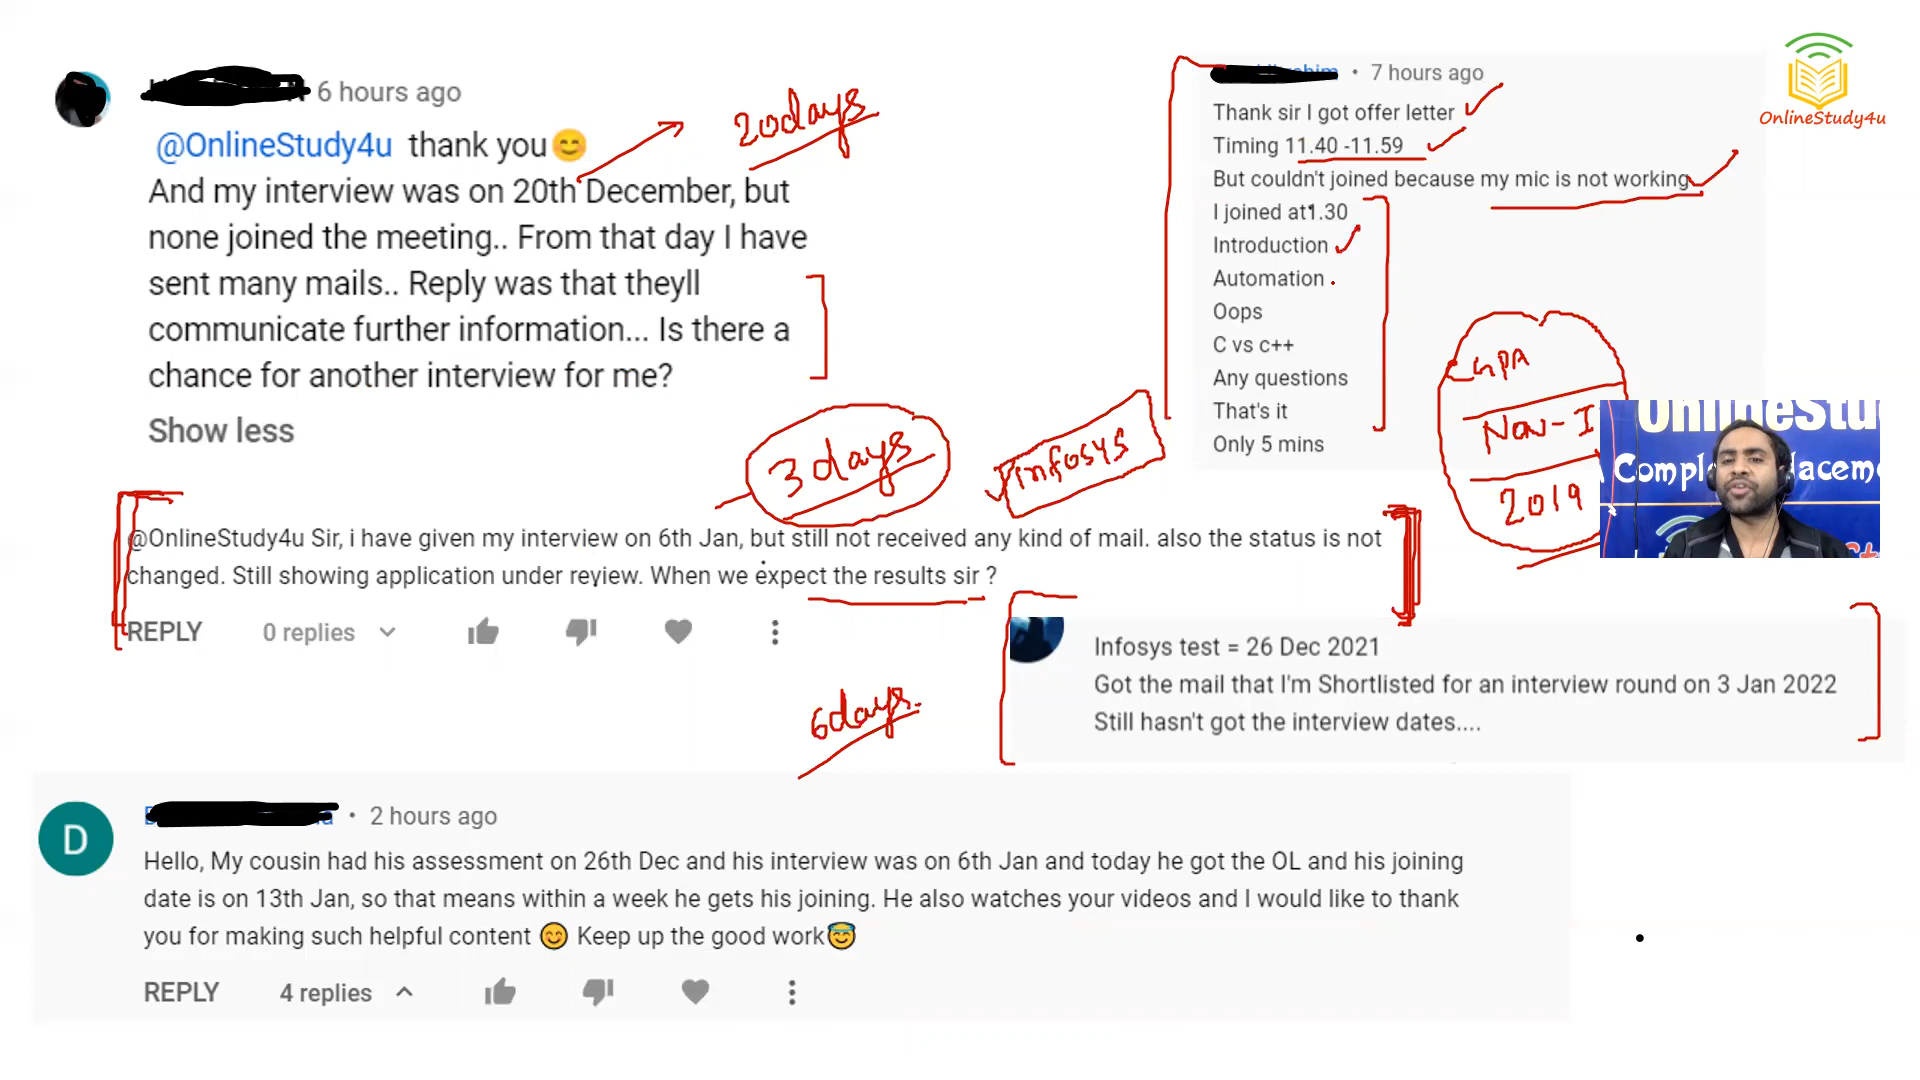 6 hours ago
@OnlineStudy4u thank you😊
And my interview was on 20th December, but
none joined the meeting.. From that day I have
sent many mails.. Reply was that theyll
communicate further information... Is there a
chance for another interview for me?
Show less
20days
• 7 hours ago
Thank sir I got offer letter
Timing 11.40 -11.59
But couldn't joined because my mic is not working
I joined at1.30
Introduction
Automation
Oops
C vs c++
Any questions
That's it
Only 5 mins
OnlineStudy4u
GPA
Nov-I
2019
OnlineStu
Compl lacem
3days
infosys
@OnlineStudy4u Sir, i have given my interview on 6th Jan, but still not received any kind of mail. also the status is not
changed. Still showing application under review. When we expect the results sir ?
REPLY 0 replies
6days.
Infosys test = 26 Dec 2021
Got the mail that I'm Shortlisted for an interview round on 3 Jan 2022
Still hasn't got the interview dates....
D
• 2 hours ago
Hello, My cousin had his assessment on 26th Dec and his interview was on 6th Jan and today he got the OL and his joining
date is on 13th Jan, so that means within a week he gets his joining. He also watches your videos and I would like to thank
you for making such helpful content 😊 Keep up the good work😇
REPLY 4 replies